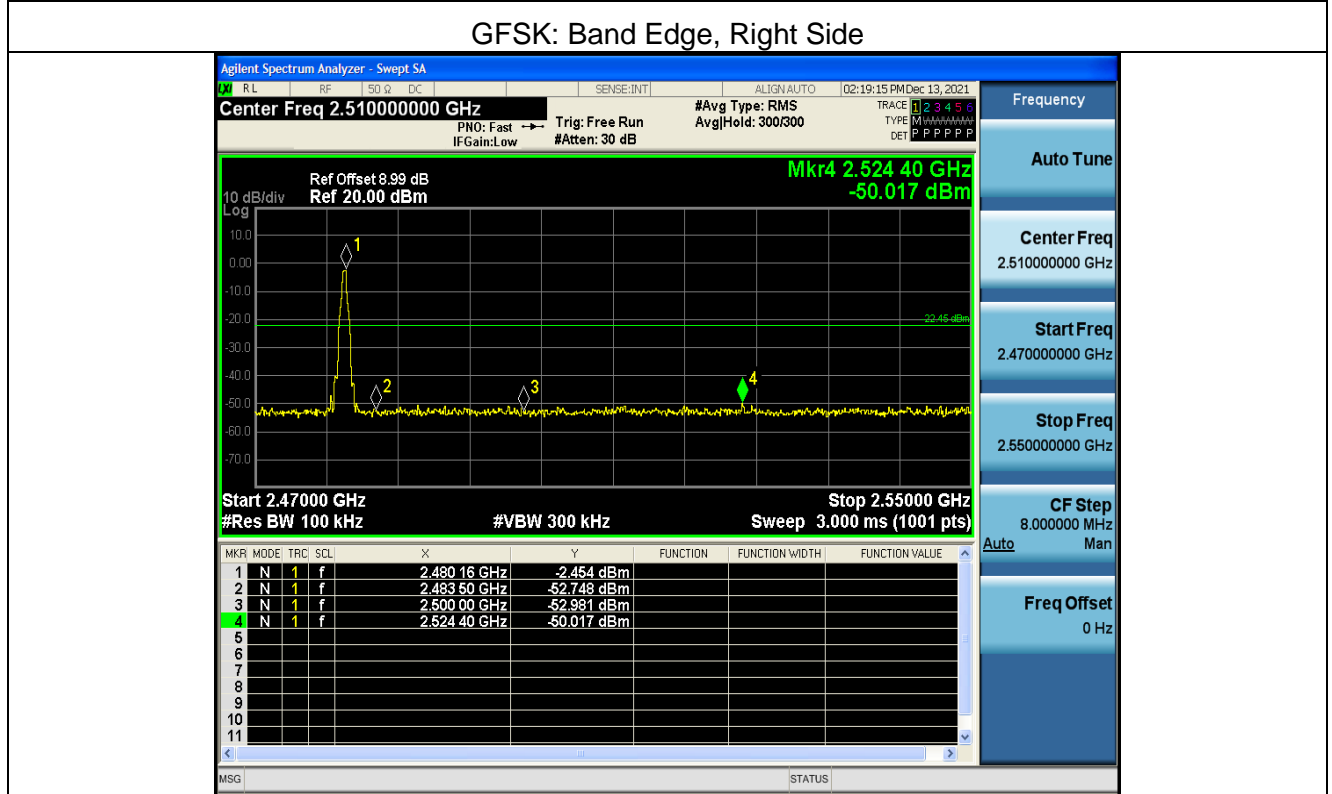 GFSK: Band Edge, Right Side
Agilent Spectrum Analyzer - Swept SA
LXI RL RF 50 Ω DC SENSE:INT ALIGNAUTO 02:19:15 PM Dec 13, 2021
Center Freq 2.510000000 GHz
PNO: Fast
IFGain:Low
Trig: Free Run
#Atten: 30 dB
#Avg Type: RMS
Avg|Hold: 300/300
TRACE 1 2 3 4 5 6
TYPE M
DET P P P P P P
Frequency
Auto Tune
Center Freq
2.510000000 GHz
Start Freq
2.470000000 GHz
Stop Freq
2.550000000 GHz
CF Step
8.000000 MHz
Auto Man
Freq Offset
0 Hz
Mkr4 2.524 40 GHz
-50.017 dBm
Ref Offset 8.99 dB
10 dB/div Ref 20.00 dBm
Log
10.0
0.00
-10.0
-20.0
-30.0
-40.0
-50.0
-60.0
-70.0
1
2
3
4
-22.45 dBm
Start 2.47000 GHz Stop 2.55000 GHz
#Res BW 100 kHz #VBW 300 kHz Sweep 3.000 ms (1001 pts)
MKR MODE TRC SCL X Y FUNCTION FUNCTION WIDTH FUNCTION VALUE
1 N 1 f 2.480 16 GHz -2.454 dBm
2 N 1 f 2.483 50 GHz -52.748 dBm
3 N 1 f 2.500 00 GHz -52.981 dBm
4 N 1 f 2.524 40 GHz -50.017 dBm
5
6
7
8
9
10
11
MSG STATUS